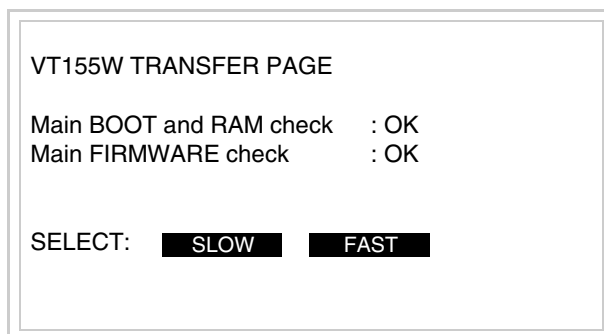 VT155W TRANSFER PAGE
Main BOOT and RAM check : OK
Main FIRMWARE check : OK
SELECT: SLOW FAST